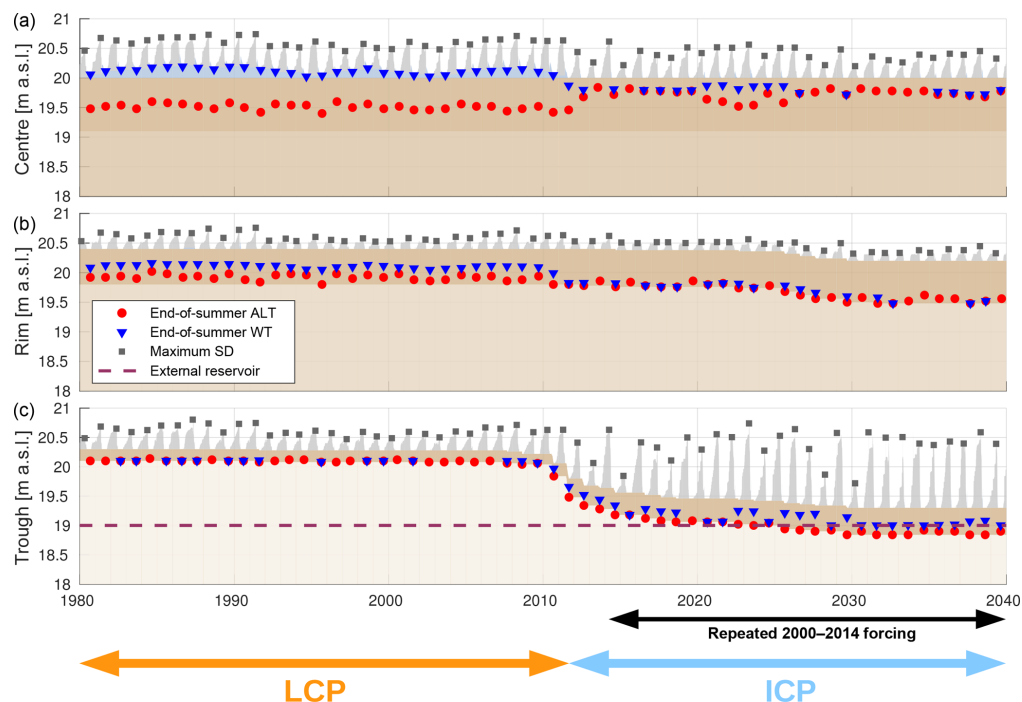 (a)
21
20.5
20
19.5
19
18.5
18
Centre [m a.s.l.]
(b)
21
20.5
20
19.5
19
18.5
18
Rim [m a.s.l.]
End-of-summer ALT
End-of-summer WT
Maximum SD
External reservoir
(c)
21
20.5
20
19.5
19
18.5
18
Trough [m a.s.l.]
1980 1990 2000 2010 2020 2030 2040
Repeated 2000–2014 forcing
LCP ICP